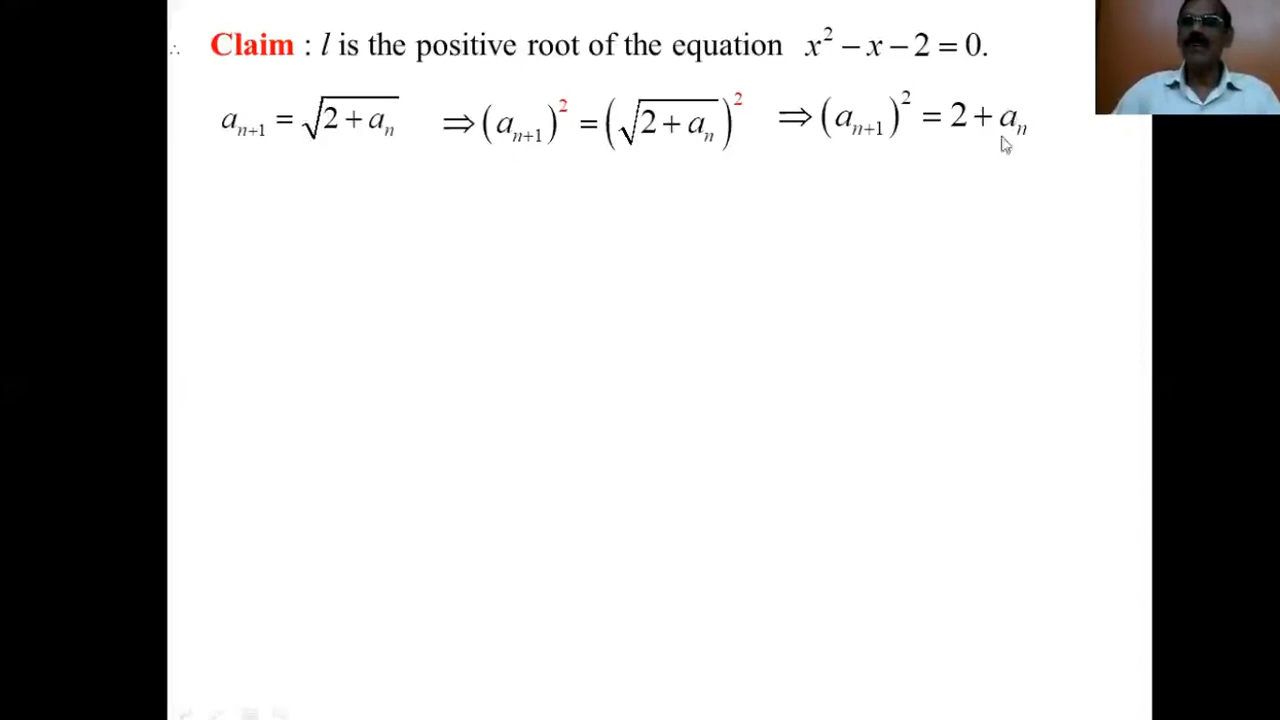 ∴ Claim : l is the positive root of the equation x² − x − 2 = 0.
aₙ₊₁ = √(2 + aₙ) ⇒ (aₙ₊₁)² = (√(2 + aₙ))² ⇒ (aₙ₊₁)² = 2 + aₙ